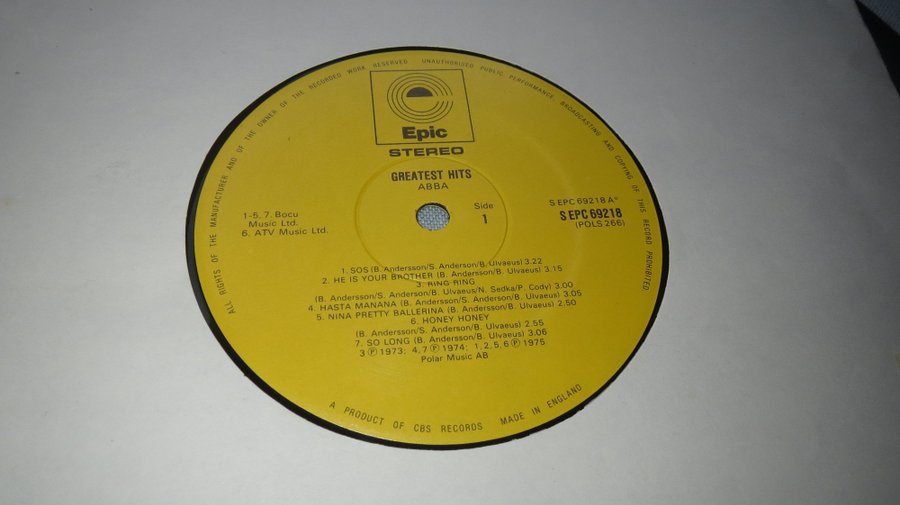 ALL RIGHTS OF THE MANUFACTURER AND OF THE OWNER OF THE RECORDED WORK RESERVED UNAUTHORISED PUBLIC PERFORMANCE, BROADCASTING AND COPYING OF THIS RECORD PROHIBITED
Epic
STEREO
GREATEST HITS
ABBA
1-5, 7. Bocu
Music Ltd.
6. ATV Music Ltd.
Side
1
S EPC 69218 A°
S EPC 69218
(POLS 266)
1. SOS (B. Andersson/S. Anderson/B. Ulvaeus) 3.22
2. HE IS YOUR BROTHER (B. Andersson/B. Ulvaeus) 3.15
3. RING RING
(B. Andersson/S. Anderson/B. Ulvaeus/N. Sedka/P. Cody) 3.00
4. HASTA MANANA (B. Andersson/S. Anderson/B. Ulvaeus) 3.05
5. NINA PRETTY BALLERINA (B. Andersson/B. Ulvaeus) 2.50
6. HONEY HONEY
(B. Andersson/S. Anderson/B. Ulvaeus) 2.55
7. SO LONG (B. Andersson/B. Ulvaeus) 3.06
3 Ⓟ 1973: 4, 7 Ⓟ 1974: 1, 2, 5, 6 Ⓟ 1975
Polar Music AB
A PRODUCT OF CBS RECORDS MADE IN ENGLAND